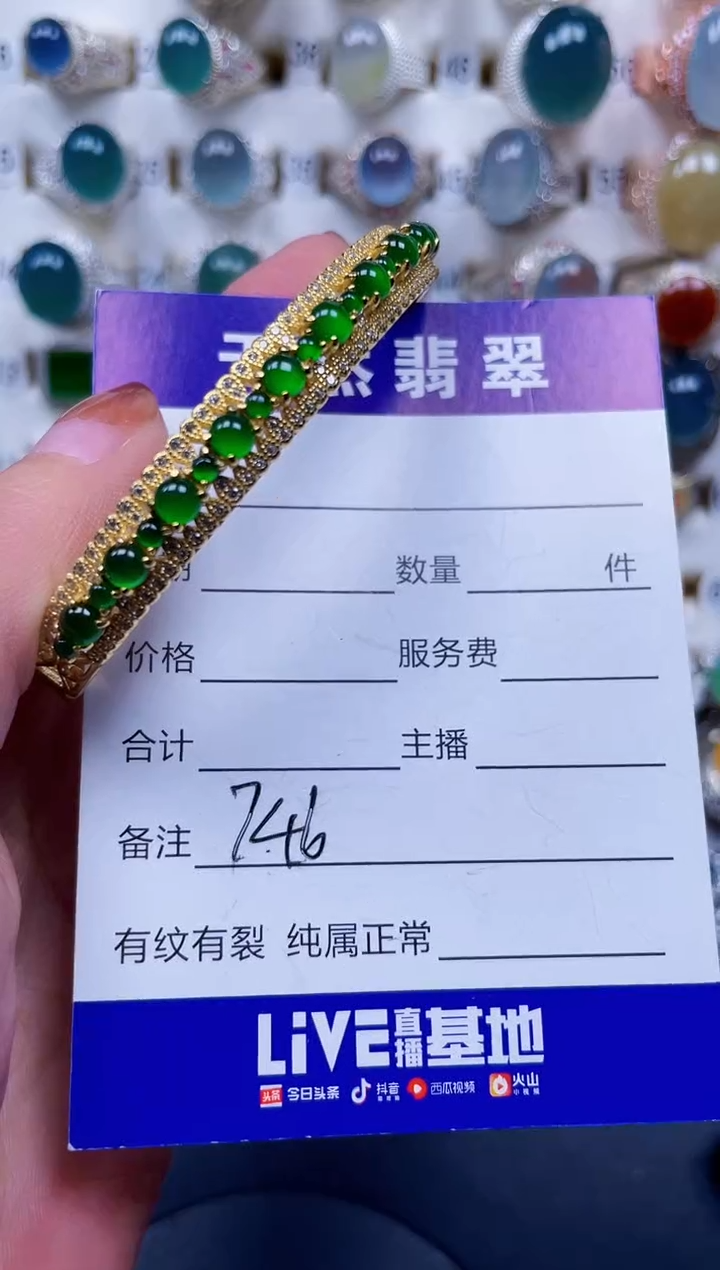 翡翠
数量 件
价格 服务费
合计 主播
备注 746
有纹有裂 纯属正常
LiVE直播基地
头条 今日头条 抖音 西瓜视频 火山